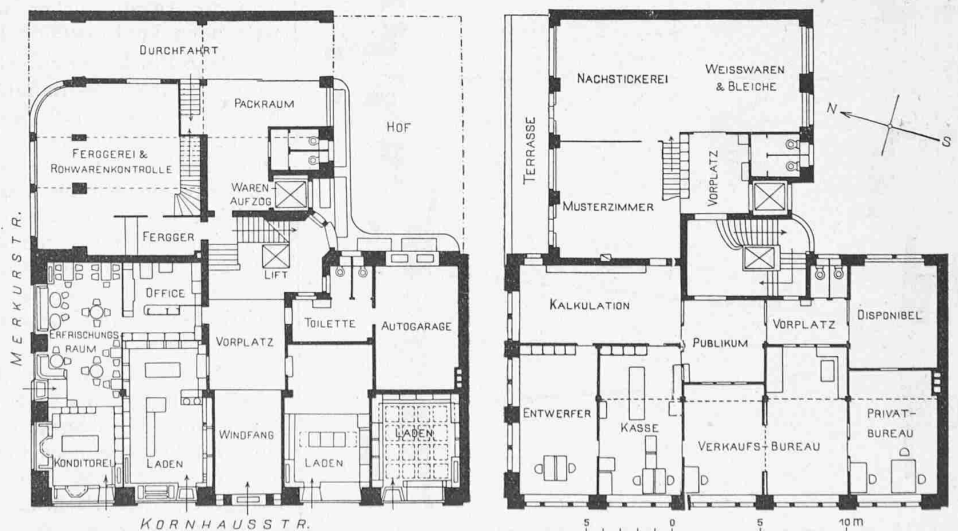 DURCHFAHRT
PACKRAUM
HOF
FERGGEREI &
ROHWARENKONTROLLE
WAREN
AUFZOG
FERGGER
LIFT
OFFICE
ERFRISCHUNGS
RAUM
VORPLATZ
TOILETTE
AUTOGARAGE
KONDITOREI
LADEN
WINDFANG
LADEN
LADEN
MERKURSTR.
KORNHAUSSTR.
TERRASSE
NACHSTICKEREI
WEISSWAREN
& BLEICHE
N
S
MUSTERZIMMER
VORPLATZ
KALKULATION
PUBLIKUM
VORPLATZ
DISPONIBEL
ENTWERFER
KASSE
VERKAUFS-BUREAU
PRIVAT-
BUREAU
5 0 5 10 m